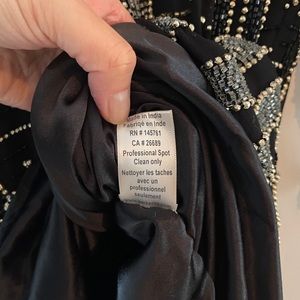 Made in India
Fabriqé en Inde
RN # 145761
CA # 26689
Professional Spot
Clean only
Nettoyer les taches
avec un
professionnel
seulement